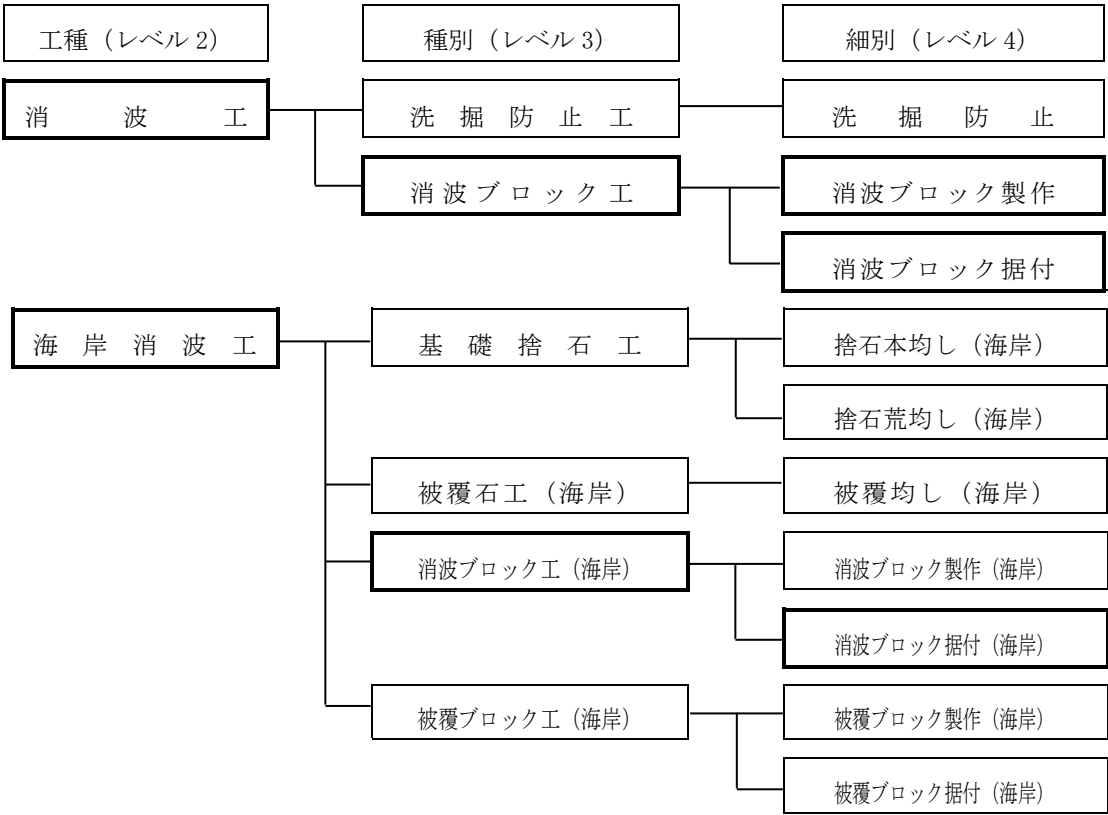 工種（レベル2） 種別（レベル3） 細別（レベル4）
消波工 洗掘防止工 洗掘防止
消波ブロック工 消波ブロック製作
消波ブロック据付
海岸消波工 基礎捨石工 捨石本均し（海岸）
捨石荒均し（海岸）
被覆石工（海岸） 被覆均し（海岸）
消波ブロック工（海岸） 消波ブロック製作（海岸）
消波ブロック据付（海岸）
被覆ブロック工（海岸） 被覆ブロック製作（海岸）
被覆ブロック据付（海岸）